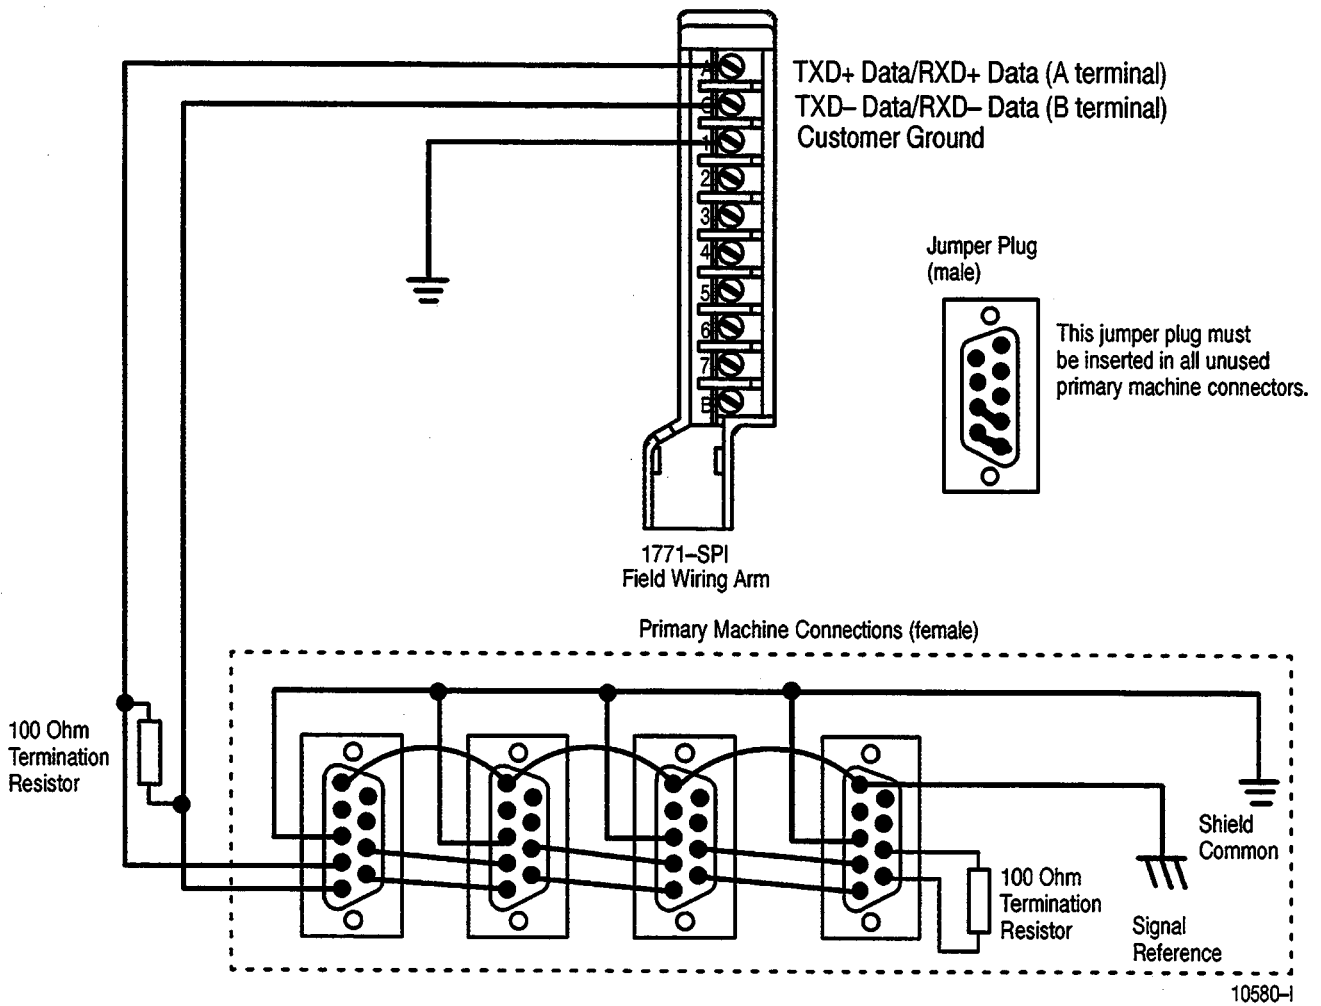 A
TXD+ Data/RXD+ Data (A terminal)
C
TXD– Data/RXD– Data (B terminal)
1
Customer Ground
2
3
4
5
6
7
B
Jumper Plug
(male)
This jumper plug must
be inserted in all unused
primary machine connectors.
1771–SPI
Field Wiring Arm
Primary Machine Connections (female)
100 Ohm
Termination
Resistor
Shield
Common
100 Ohm
Termination
Resistor
Signal
Reference
10580–I